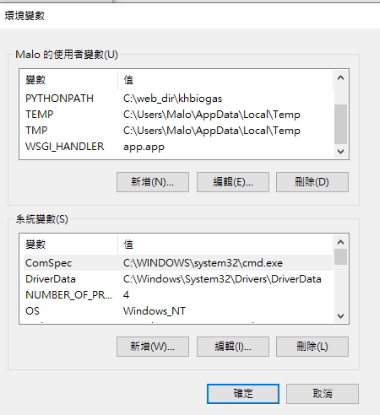 環境變數
Malo 的使用者變數(U)
變數 值
PYTHONPATH C:\web_dir\khbiogas
TEMP C:\Users\Malo\AppData\Local\Temp
TMP C:\Users\Malo\AppData\Local\Temp
WSGI_HANDLER app.app
新增(N)... 編輯(E)... 刪除(D)
系統變數(S)
變數 值
ComSpec C:\WINDOWS\system32\cmd.exe
DriverData C:\Windows\System32\Drivers\DriverData
NUMBER_OF_PR... 4
OS Windows_NT
新增(W)... 編輯(I)... 刪除(L)
確定 取消